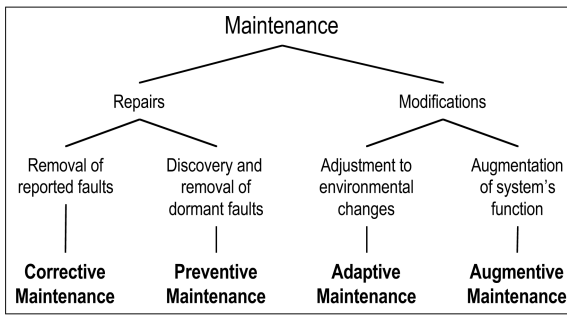 Maintenance
Repairs
Modifications
Removal of
reported faults
Discovery and
removal of
dormant faults
Adjustment to
environmental
changes
Augmentation
of system's
function
Corrective
Maintenance
Preventive
Maintenance
Adaptive
Maintenance
Augmentive
Maintenance